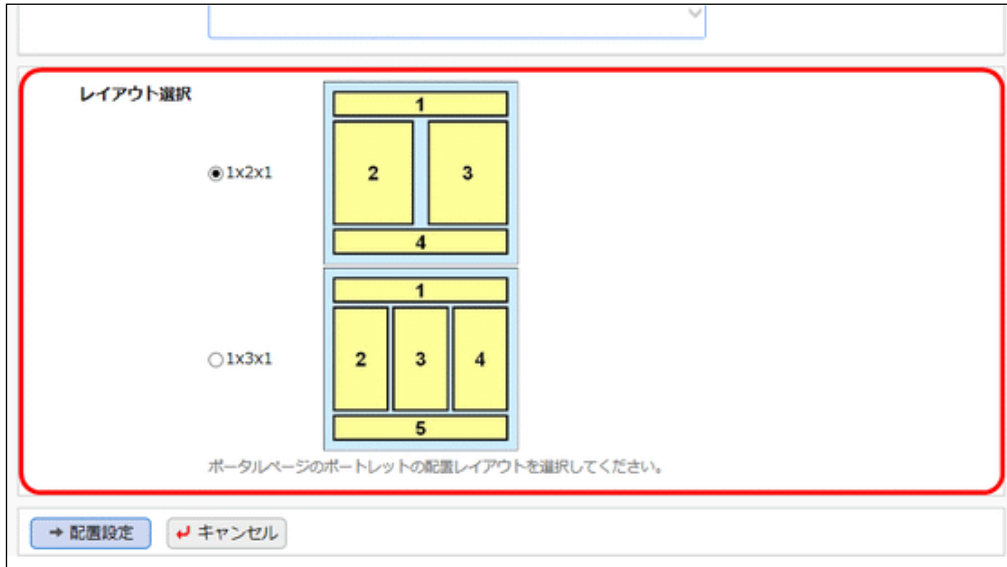 レイアウト選択
1
1x2x1
2 3
4
1
1x3x1
2 3 4
5
ポータルページのポートレットの配置レイアウトを選択してください。
配置設定 キャンセル